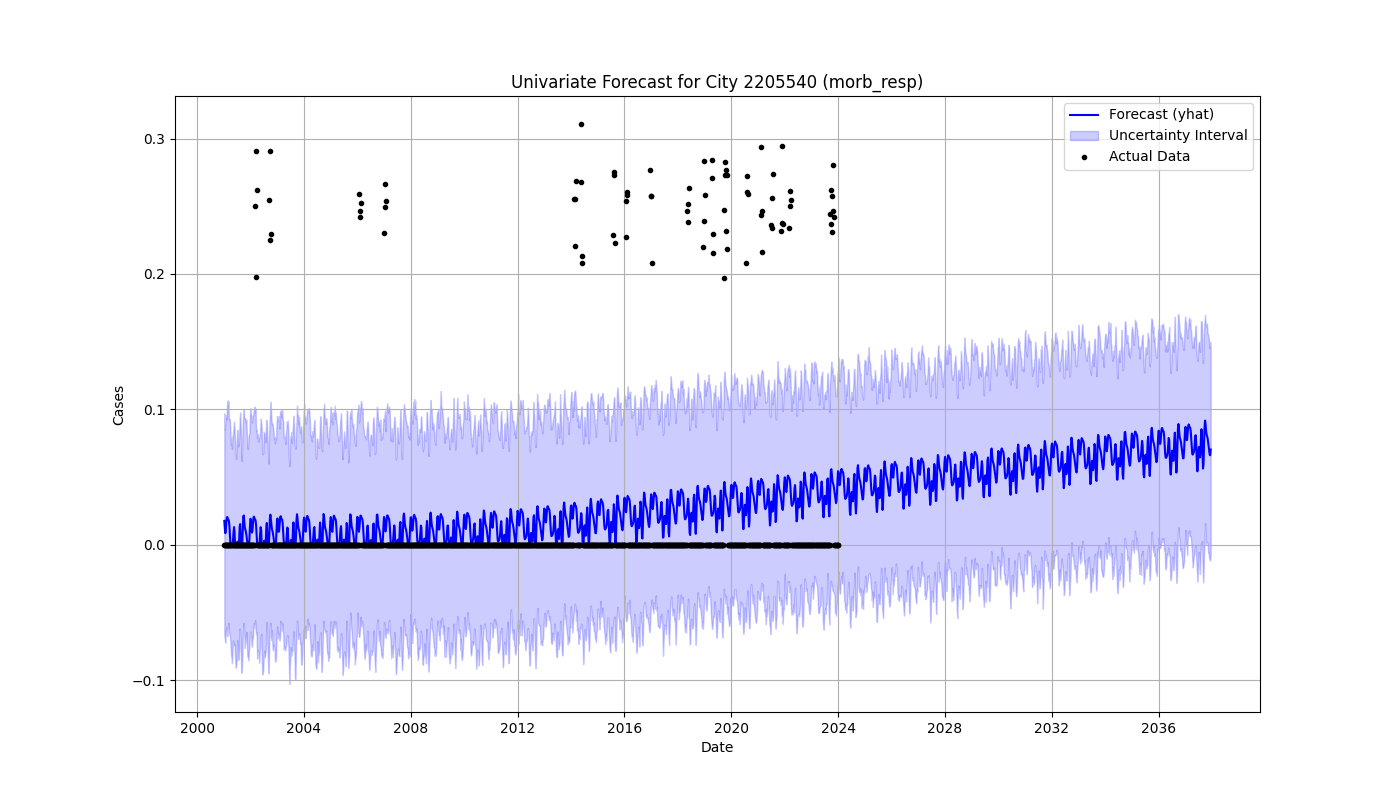 Univariate Forecast for City 2205540 (morb_resp)
Forecast (yhat)
Uncertainty Interval
Actual Data
Cases
0.3
0.2
0.1
0.0
−0.1
2000 2004 2008 2012 2016 2020 2024 2028 2032 2036
Date